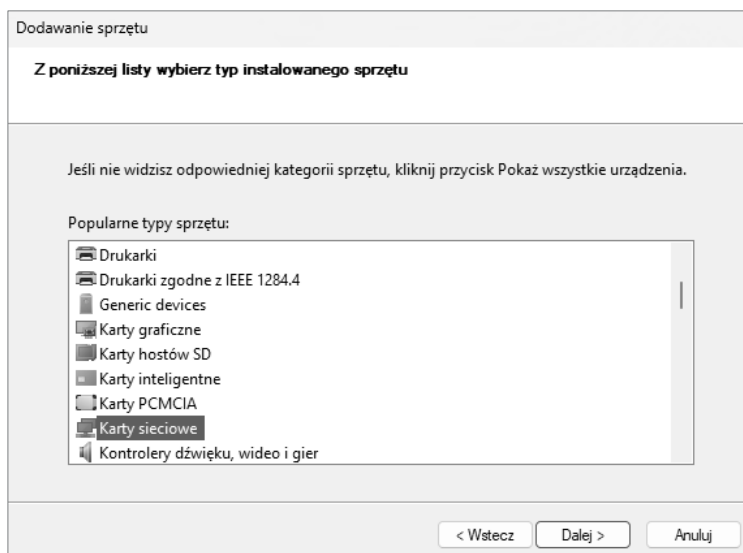 Dodawanie sprzętu
Z poniższej listy wybierz typ instalowanego sprzętu
Jeśli nie widzisz odpowiedniej kategorii sprzętu, kliknij przycisk Pokaż wszystkie urządzenia.
Popularne typy sprzętu:
Drukarki
Drukarki zgodne z IEEE 1284.4
Generic devices
Karty graficzne
Karty hostów SD
Karty inteligentne
Karty PCMCIA
Karty sieciowe
Kontrolery dźwięku, wideo i gier
< Wstecz Dalej > Anuluj